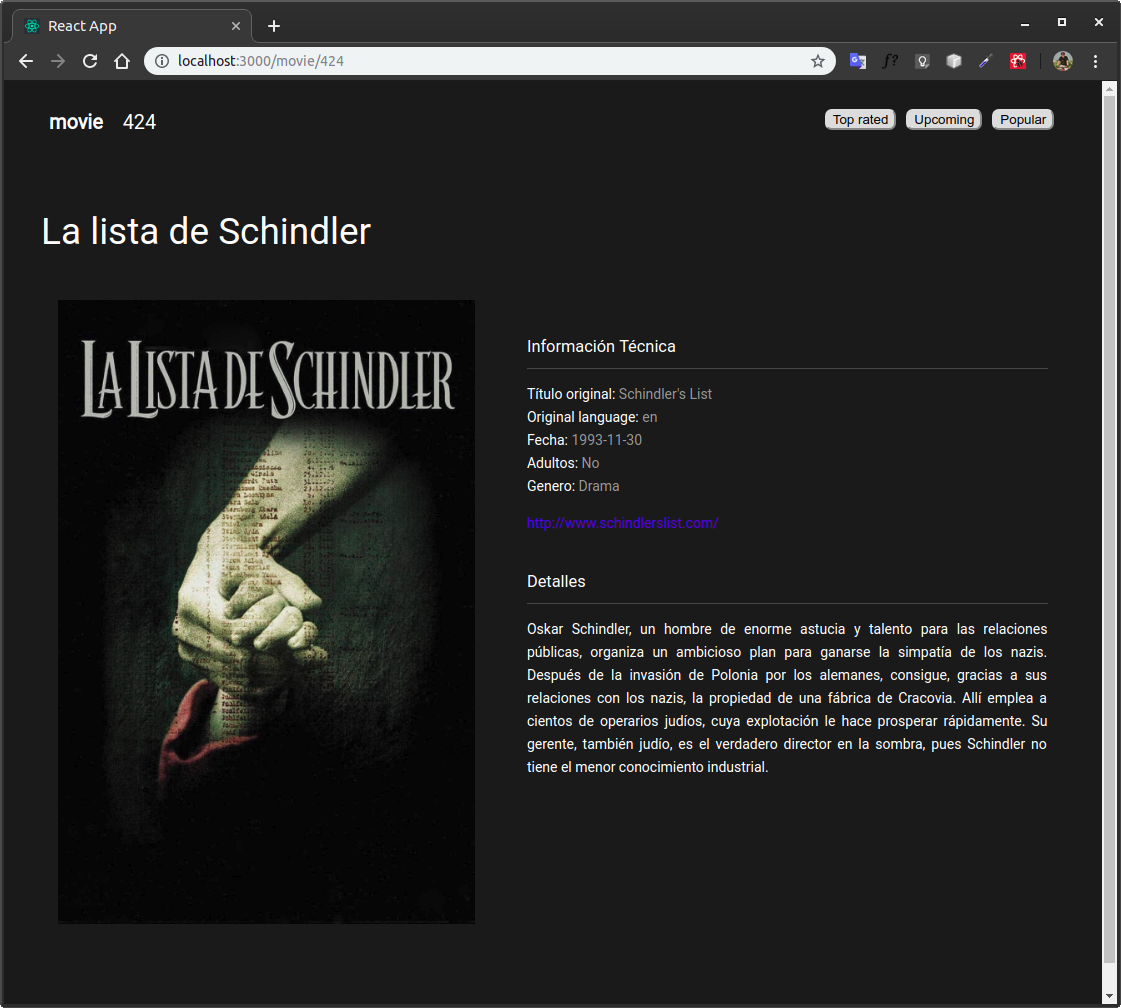 React App
localhost:3000/movie/424
movie 424
Top rated Upcoming Popular
La lista de Schindler
LA LISTA DE SCHINDLER
Información Técnica
Título original: Schindler's List
Original language: en
Fecha: 1993-11-30
Adultos: No
Genero: Drama
http://www.schindlerslist.com/
Detalles
Oskar Schindler, un hombre de enorme astucia y talento para las relaciones
públicas, organiza un ambicioso plan para ganarse la simpatía de los nazis.
Después de la invasión de Polonia por los alemanes, consigue, gracias a sus
relaciones con los nazis, la propiedad de una fábrica de Cracovia. Allí emplea a
cientos de operarios judíos, cuya explotación le hace prosperar rápidamente. Su
gerente, también judío, es el verdadero director en la sombra, pues Schindler no
tiene el menor conocimiento industrial.